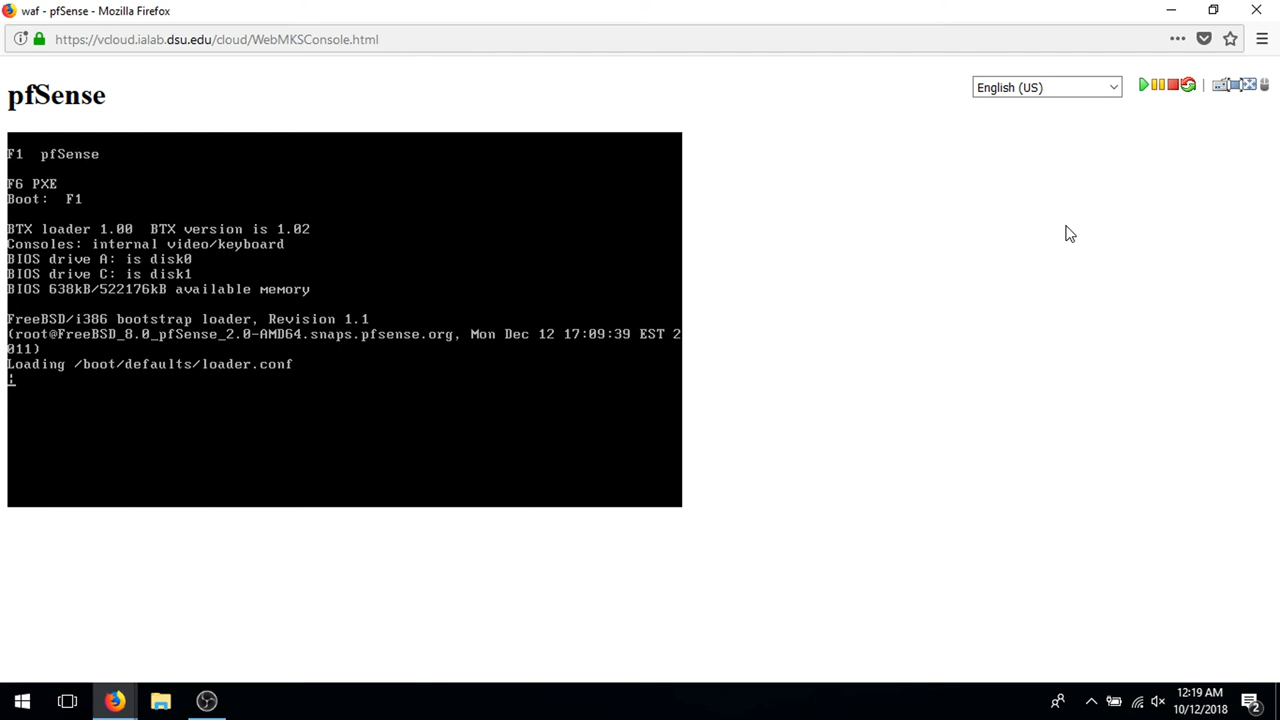 waf - pfSense - Mozilla Firefox
https://vcloud.ialab.dsu.edu/cloud/WebMKSConsole.html
pfSense
English (US)
F1  pfSense
F6 PXE
Boot:  F1
BTX loader 1.00  BTX version is 1.02
Consoles: internal video/keyboard
BIOS drive A: is disk0
BIOS drive C: is disk1
BIOS 638kB/522176kB available memory
FreeBSD/i386 bootstrap loader, Revision 1.1
(root@FreeBSD_8.0_pfSense_2.0-AMD64.snaps.pfsense.org, Mon Dec 12 17:09:39 EST 2
011)
Loading /boot/defaults/loader.conf
12:19 AM
10/12/2018
2